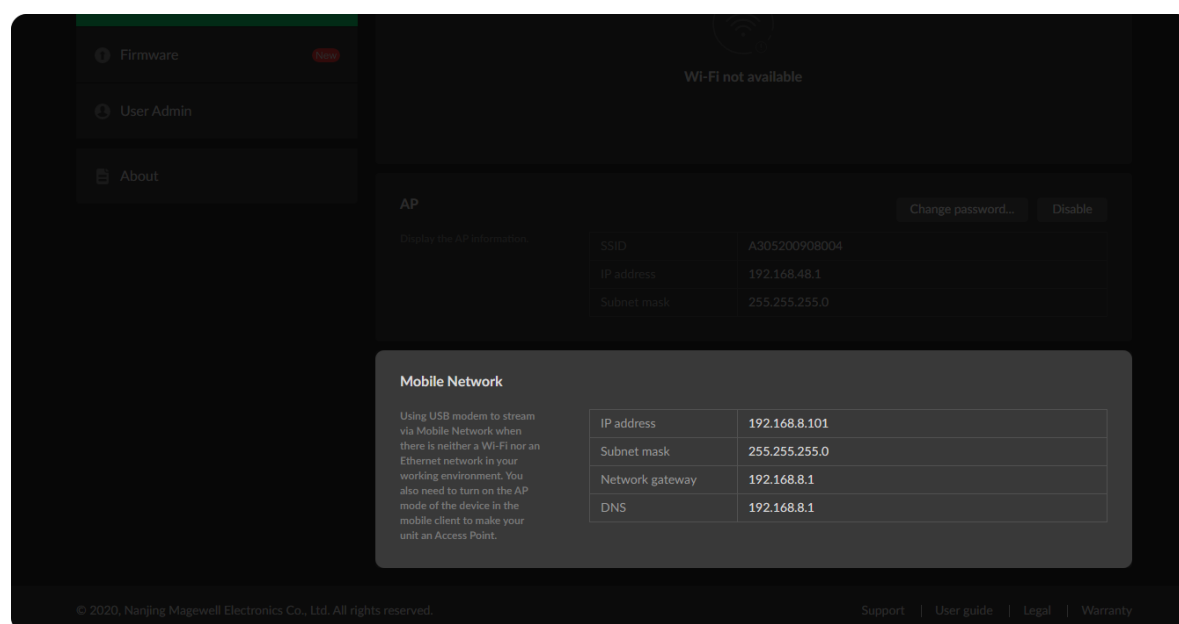 Firmware
New
Wi-Fi not available
User Admin
About
AP
Change password...
Disable
Display the AP information
SSID
A305200908004
IP address
192.168.48.1
Subnet mask
255.255.255.0
Mobile Network
Using USB modem to stream
via Mobile Network when
there is neither a Wi-Fi nor an
Ethernet network in your
working environment. You
also need to turn on the AP
mode of the device in the
mobile client to make your
unit an Access Point.
IP address
192.168.8.101
Subnet mask
255.255.255.0
Network gateway
192.168.8.1
DNS
192.168.8.1
© 2020, Nanjing Magewell Electronics Co., Ltd. All rights reserved.
Support | User guide | Legal | Warranty